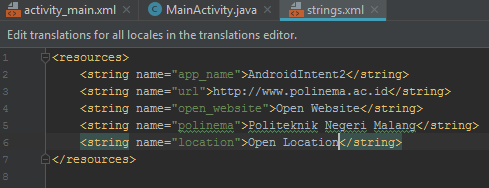 activity_main.xml MainActivity.java strings.xml
Edit translations for all locales in the translations editor.
1 <resources>
2 <string name="app_name">AndroidIntent2</string>
3 <string name="url">http://www.polinema.ac.id</string>
4 <string name="open_website">Open Website</string>
5 <string name="polinema">Politeknik Negeri Malang</string>
6 <string name="location">Open Location</string>
7 </resources>
8